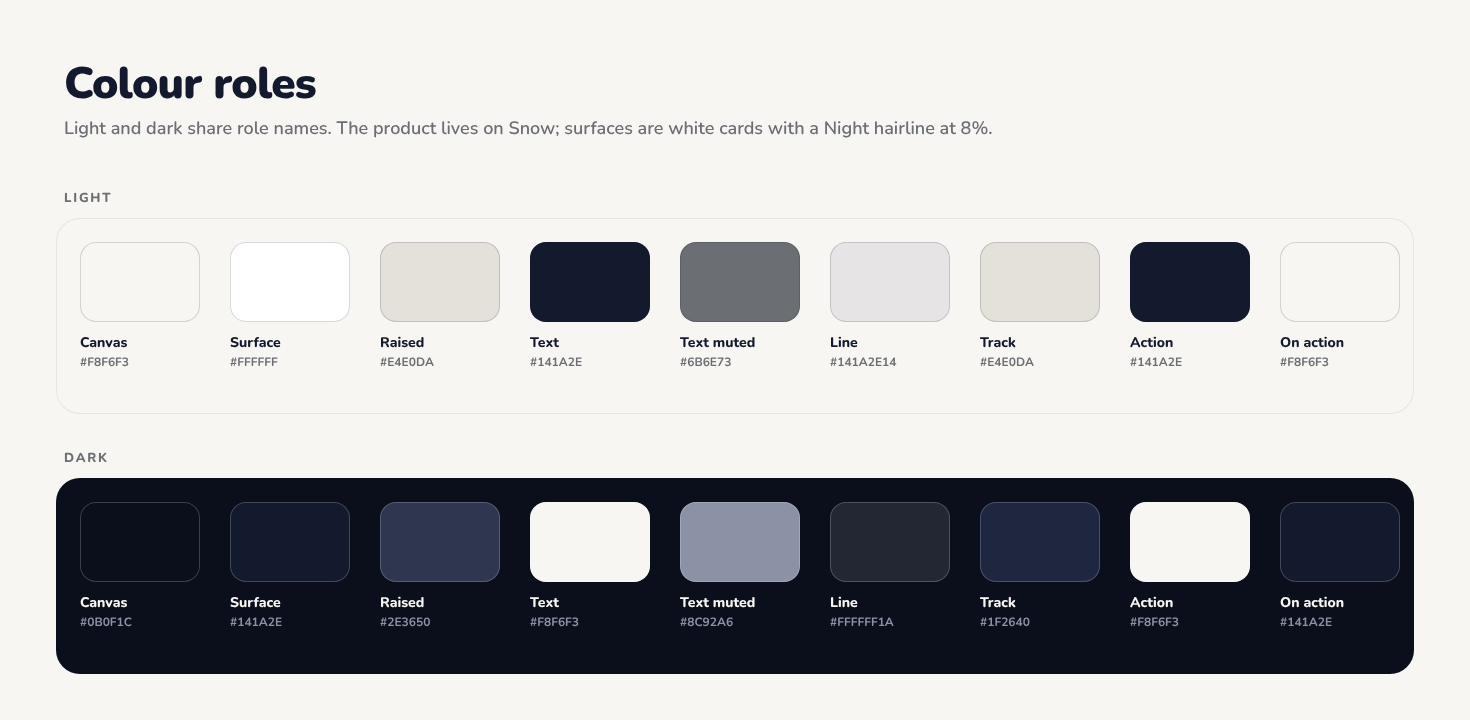 Colour roles
Light and dark share role names. The product lives on Snow; surfaces are white cards with a Night hairline at 8%.
LIGHT
Canvas Surface Raised Text Text muted Line Track Action On action
#F8F6F3 #FFFFFF #E4E0DA #141A2E #6B6E73 #141A2E14 #E4E0DA #141A2E #F8F6F3
DARK
Canvas Surface Raised Text Text muted Line Track Action On action
#0B0F1C #141A2E #2E3650 #F8F6F3 #8C92A6 #FFFFFF1A #1F2640 #F8F6F3 #141A2E